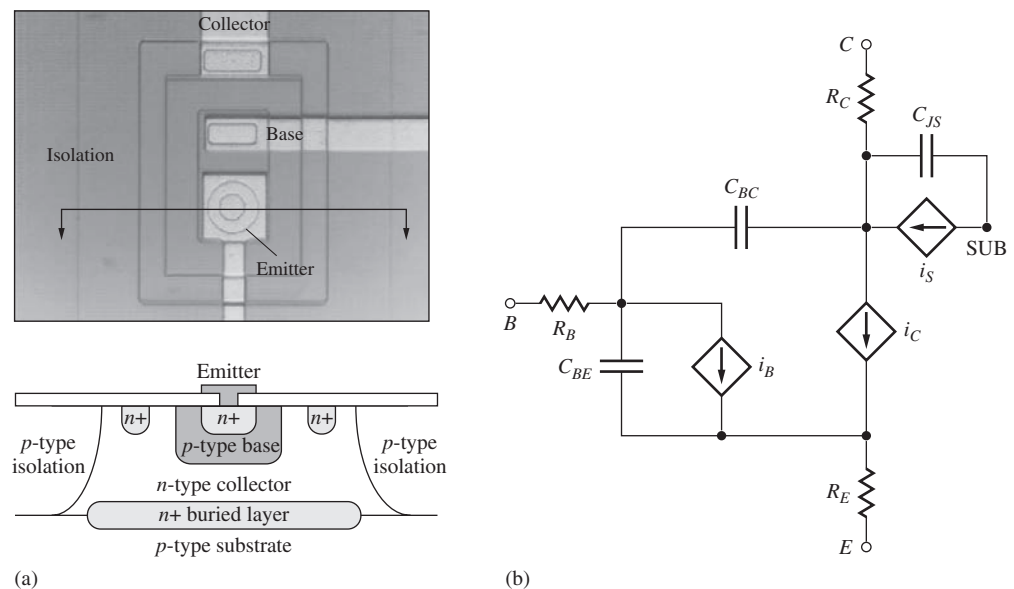 Collector
Base
Isolation
Emitter
Emitter
n+
n+
n+
p-type
isolation
p-type base
p-type
isolation
n-type collector
n+ buried layer
p-type substrate
(a)
C
R_C
C_JS
C_BC
SUB
i_S
B
R_B
C_BE
i_B
i_C
R_E
E
(b)